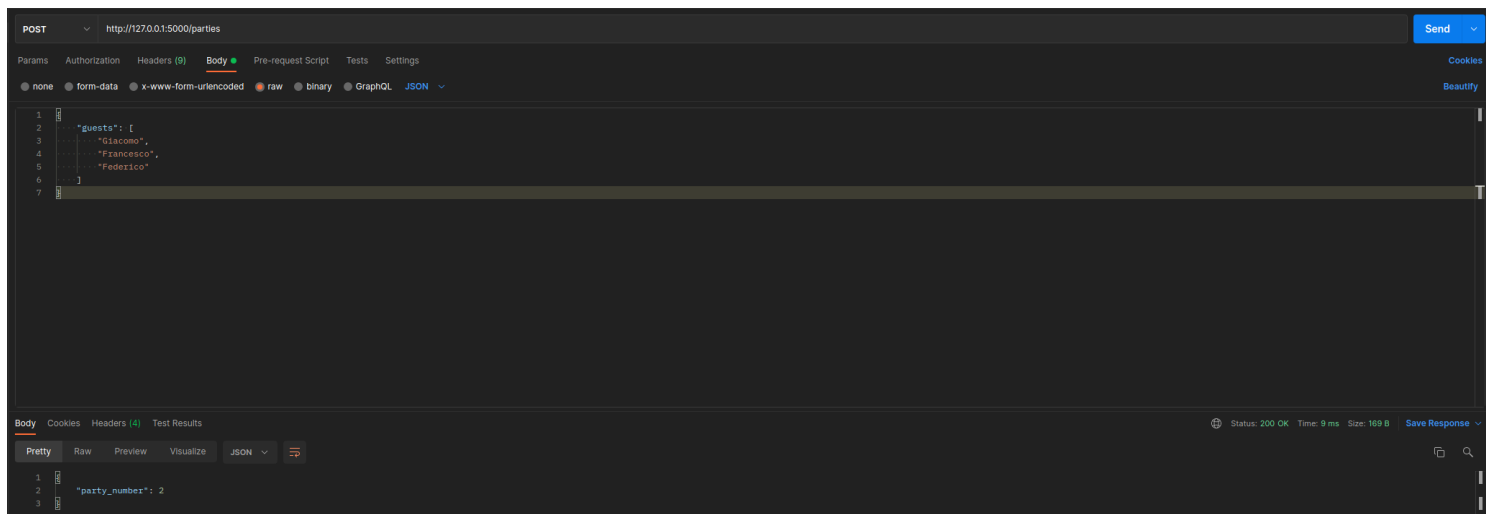 POST http://127.0.0.1:5000/parties Send
Params Authorization Headers (9) Body Pre-request Script Tests Settings Cookies
none form-data x-www-form-urlencoded raw binary GraphQL JSON Beautify
1 {
2 "guests": [
3 "Giacomo",
4 "Francesco",
5 "Federico"
6 ]
7 }
Body Cookies Headers (4) Test Results Status: 200 OK Time: 9 ms Size: 169 B Save Response
Pretty Raw Preview Visualize JSON
1 {
2 "party_number": 2
3 }